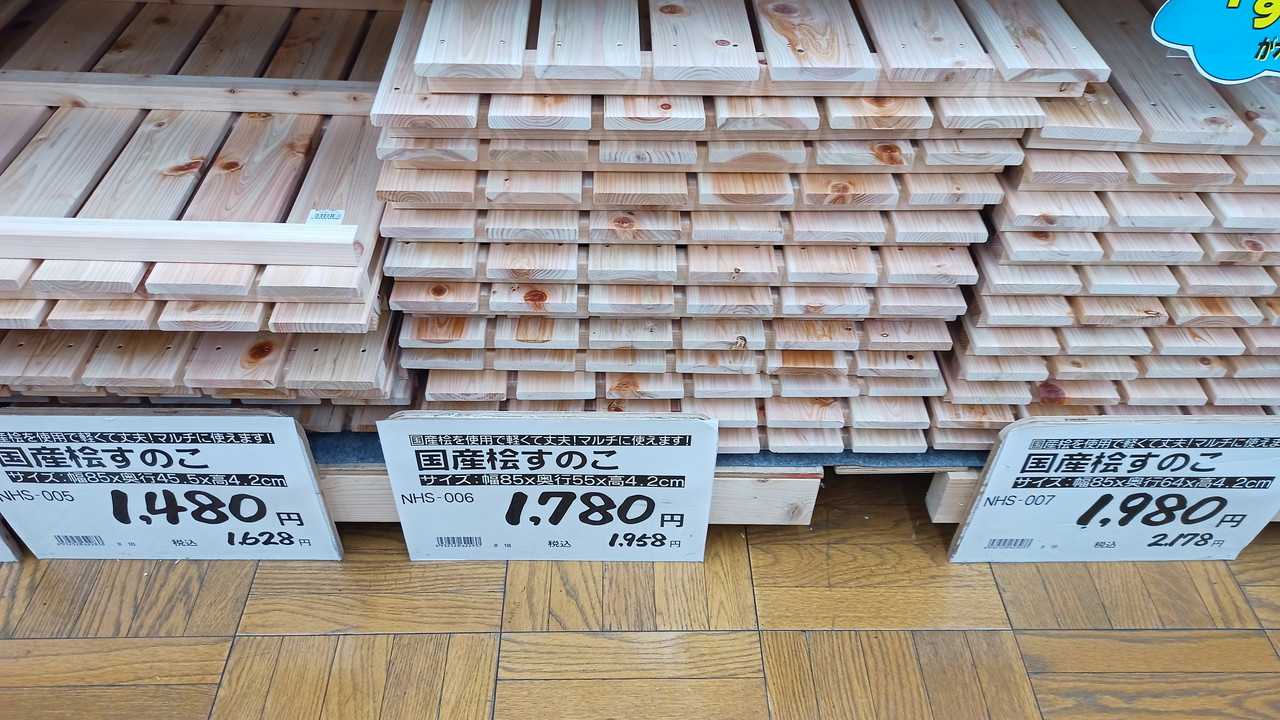 国産桧を使用で軽くて丈夫!マルチに使えます!
国産桧すのこ
サイズ:幅85x奥行45.5x高4.2cm
NHS-005
1,480円
税込 1,628円
国産桧を使用で軽くて丈夫!マルチに使えます!
国産桧すのこ
サイズ:幅85x奥行55x高4.2cm
NHS-006
1,780円
税込 1,958円
国産桧を使用で軽くて丈夫!マルチに使えます!
国産桧すのこ
サイズ:幅85x奥行64x高4.2cm
NHS-007
1,980円
税込 2,178円